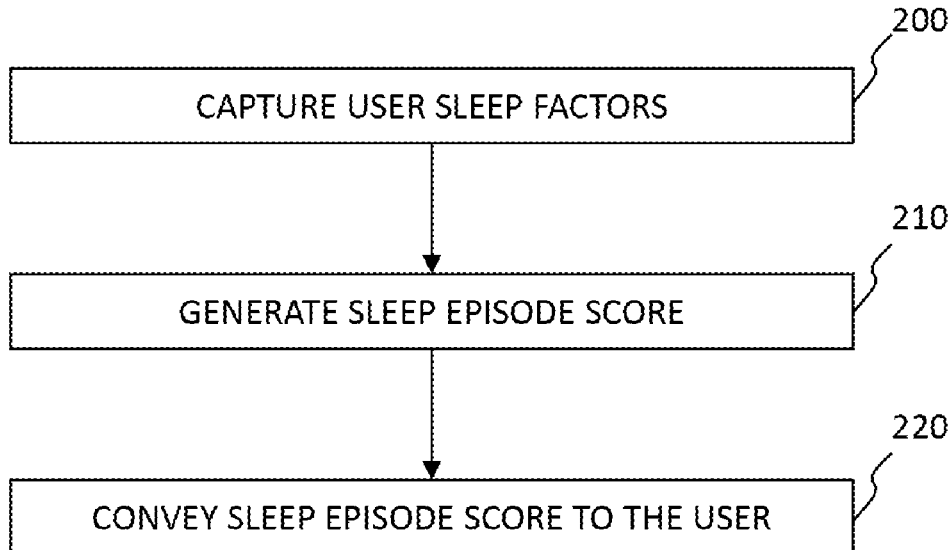 200
CAPTURE USER SLEEP FACTORS
210
GENERATE SLEEP EPISODE SCORE
220
CONVEY SLEEP EPISODE SCORE TO THE USER